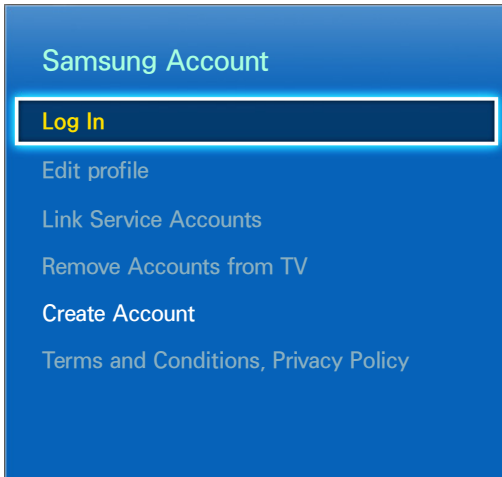 Samsung Account
Log In
Edit profile
Link Service Accounts
Remove Accounts from TV
Create Account
Terms and Conditions, Privacy Policy